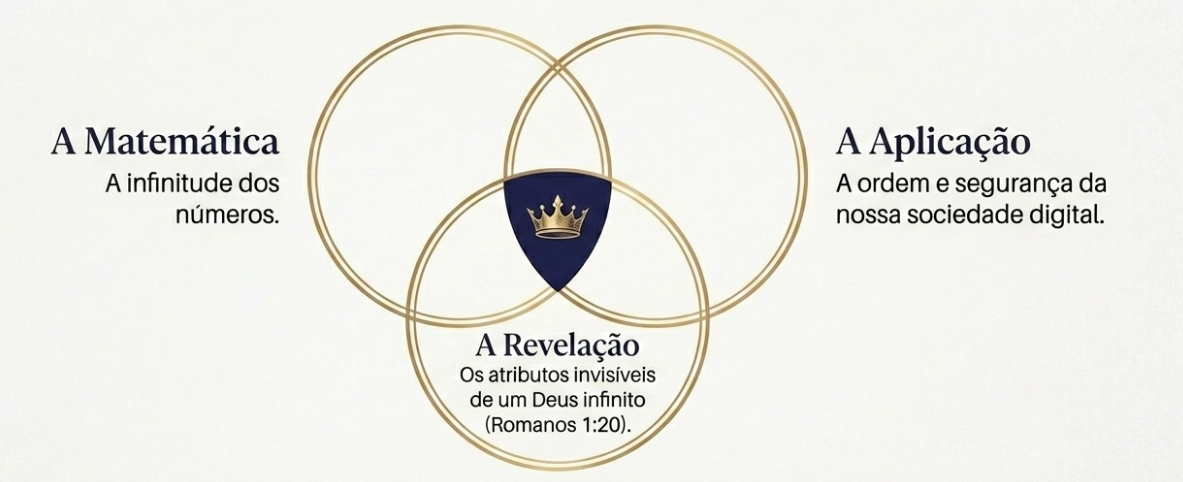 A Matemática
A infinitude dos
números.
A Aplicação
A ordem e segurança da
nossa sociedade digital.
A Revelação
Os atributos invisíveis
de um Deus infinito
(Romanos 1:20).